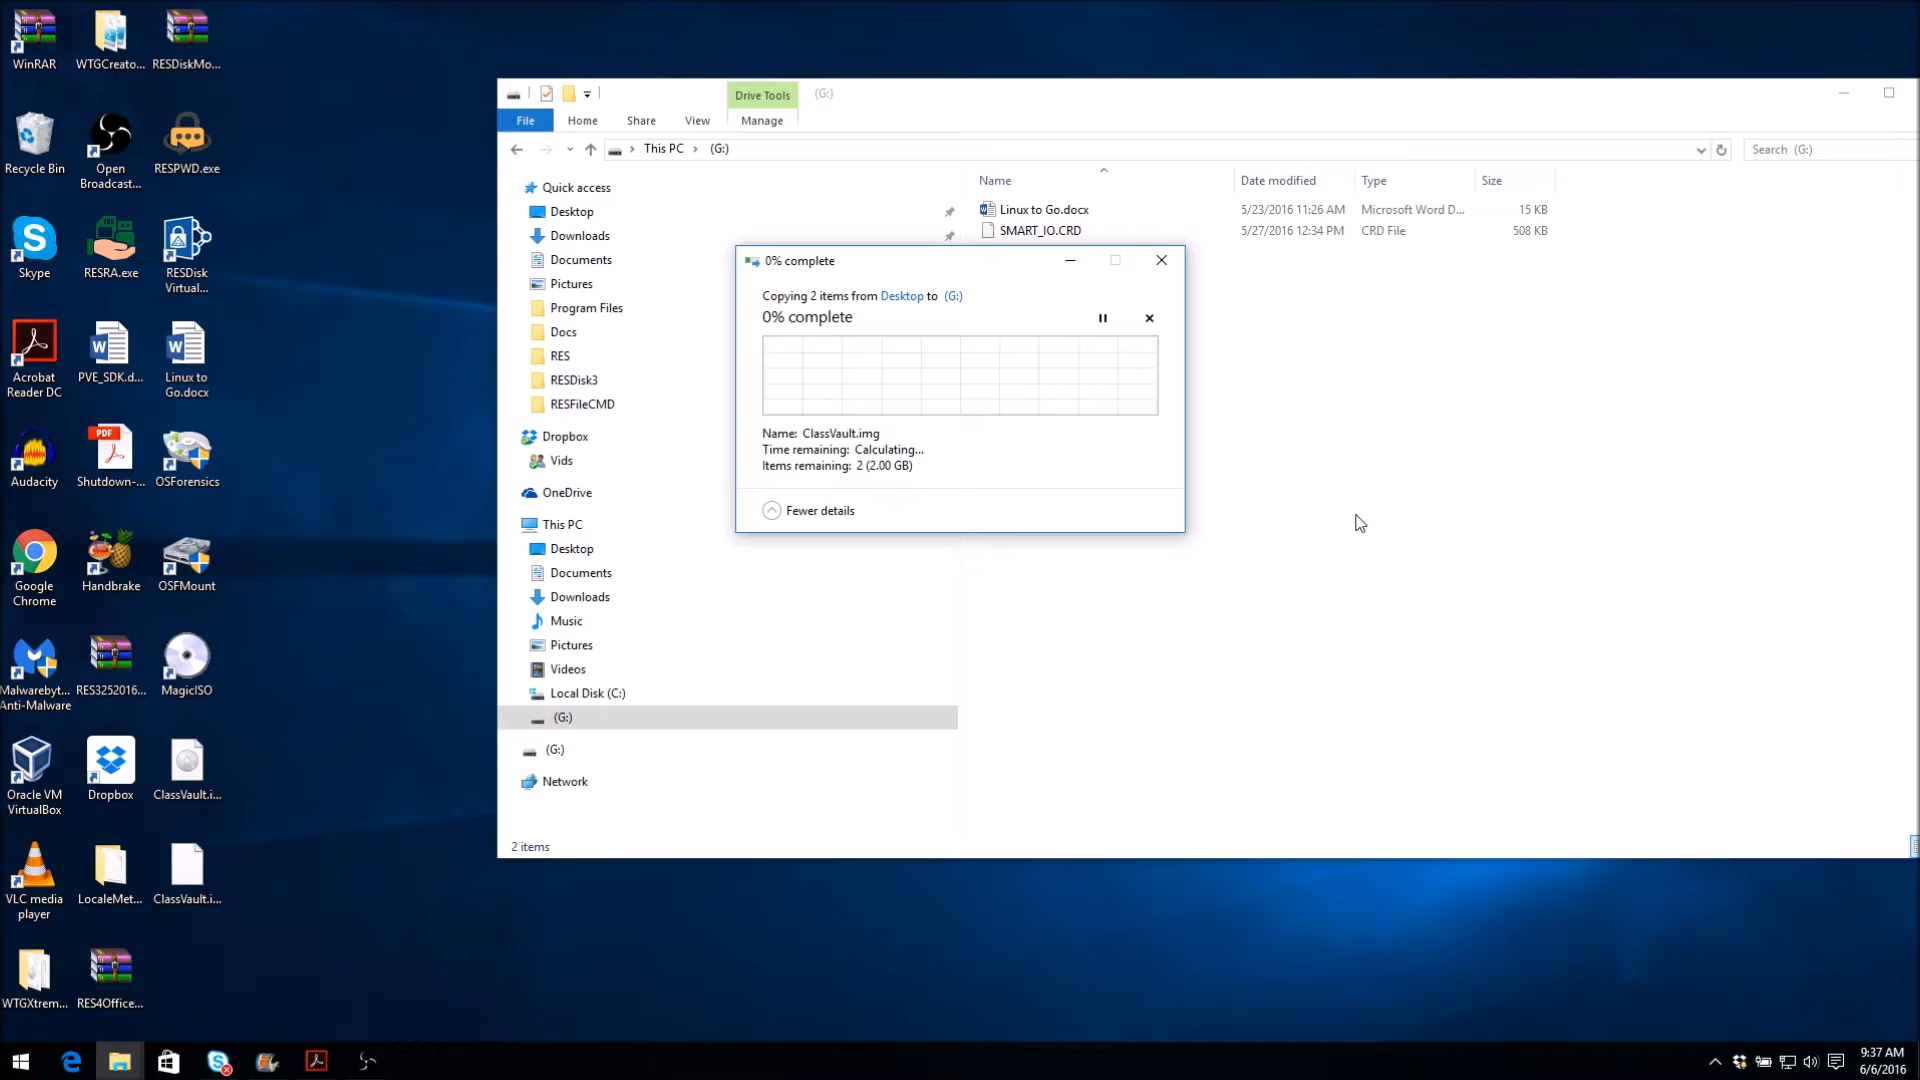 WinRAR
WTGCreato...
RESDiskMo...
Recycle Bin
Open
Broadcast...
RESPWD.exe
Skype
RESRA.exe
RESDisk
Virtual...
Acrobat
Reader DC
PVE_SDK.d...
Linux to
Go.docx
Audacity
PDF
Shutdown-...
OSForensics
Google
Chrome
Handbrake
OSFMount
Malwarebyt...
Anti-Malware
RES3252016...
MagicISO
Oracle VM
VirtualBox
Dropbox
ClassVault.i...
VLC media
player
LocaleMet...
ClassVault.i...
WTGXtrem...
RES4Office...
Drive Tools
(G:)
File
Home
Share
View
Manage
This PC
(G:)
Search (G:)
Quick access
Desktop
Downloads
Documents
Pictures
Program Files
Docs
RES
RESDisk3
RESFileCMD
Dropbox
Vids
OneDrive
This PC
Desktop
Documents
Downloads
Music
Pictures
Videos
Local Disk (C:)
(G:)
(G:)
Network
2 items
Name Date modified Type Size
Linux to Go.docx 5/23/2016 11:26 AM Microsoft Word D... 15 KB
SMART_IO.CRD 5/27/2016 12:34 PM CRD File 508 KB
0% complete
Copying 2 items from Desktop to (G:)
0% complete
Name: ClassVault.img
Time remaining: Calculating...
Items remaining: 2 (2.00 GB)
Fewer details
9:37 AM
6/6/2016